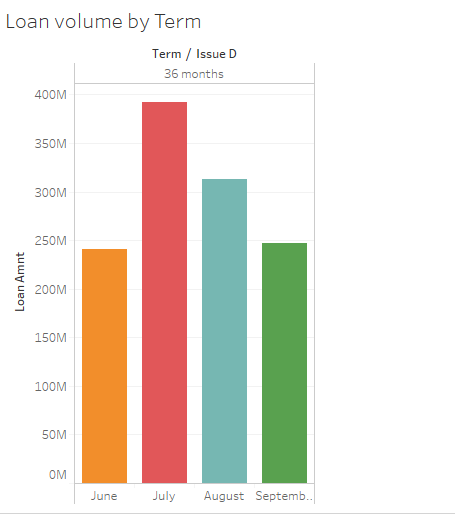 Loan volume by Term
Term / Issue D
36 months
400M
350M
300M
250M
200M
150M
100M
50M
0M
Loan Amnt
June July August Septemb..